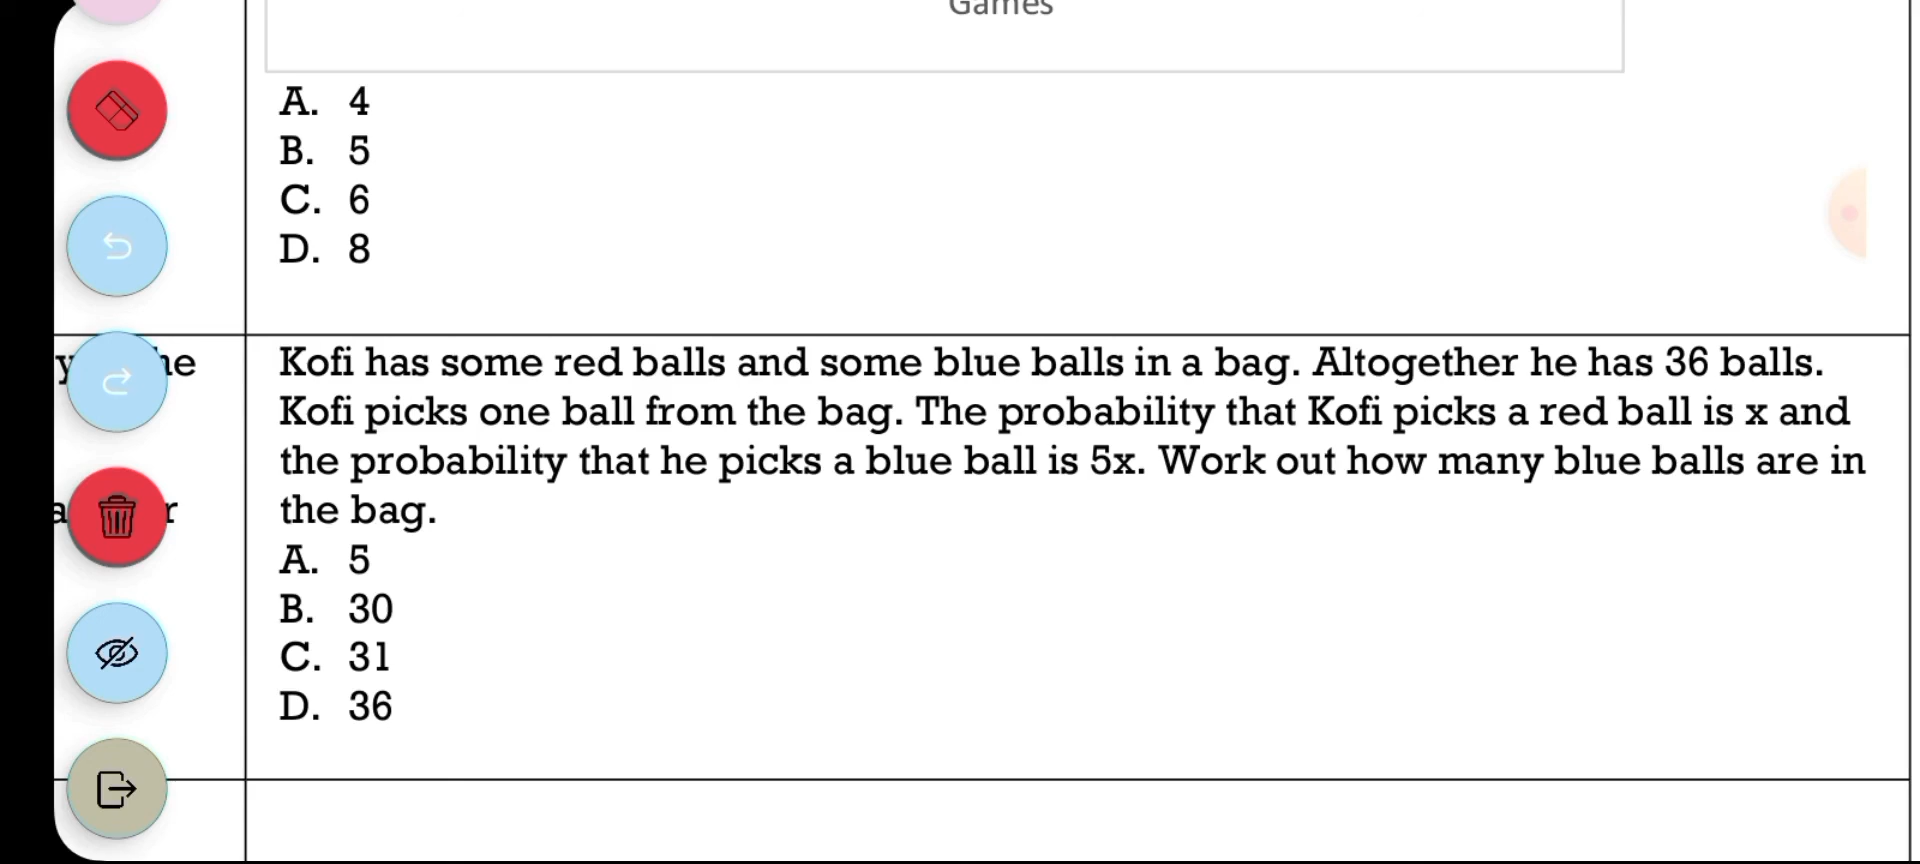 Games
A. 4
B. 5
C. 6
D. 8
Kofi has some red balls and some blue balls in a bag. Altogether he has 36 balls.
Kofi picks one ball from the bag. The probability that Kofi picks a red ball is x and
the probability that he picks a blue ball is 5x. Work out how many blue balls are in
the bag.
A. 5
B. 30
C. 31
D. 36